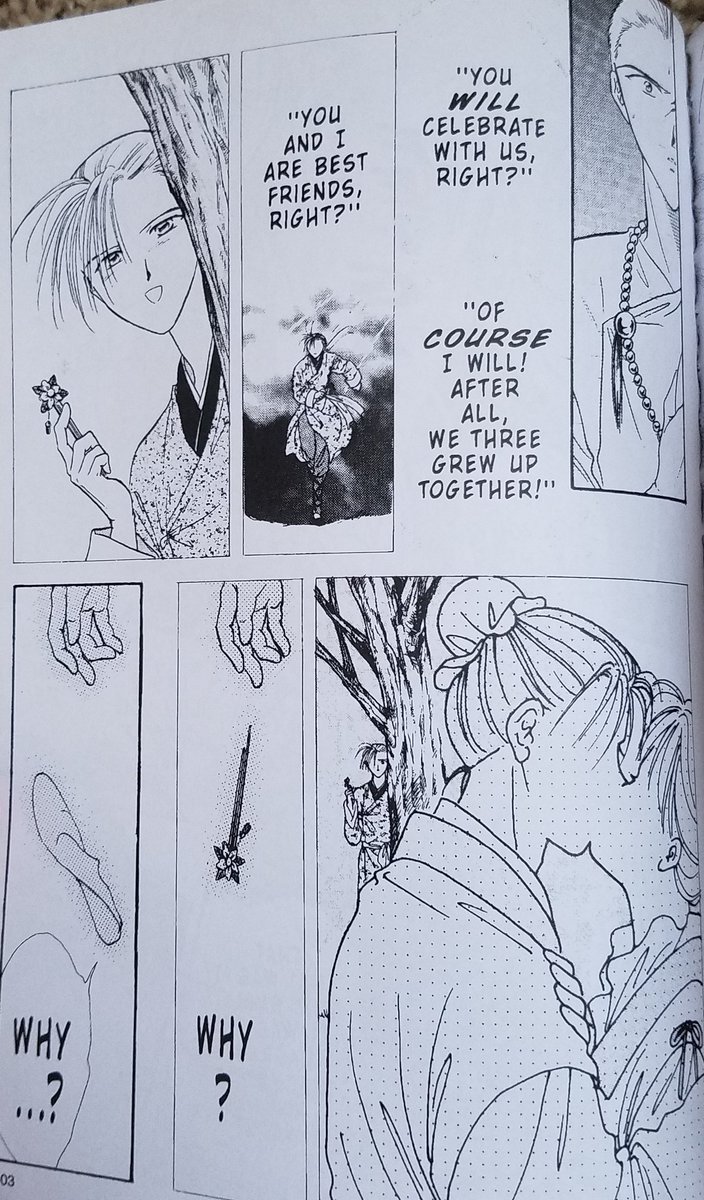 "YOU
WILL
CELEBRATE
WITH US,
RIGHT?"
"OF
COURSE
I WILL!
AFTER
ALL,
WE THREE
GREW UP
TOGETHER!"
"YOU
AND I
ARE BEST
FRIENDS,
RIGHT?"
WHY
?
WHY
...?
03